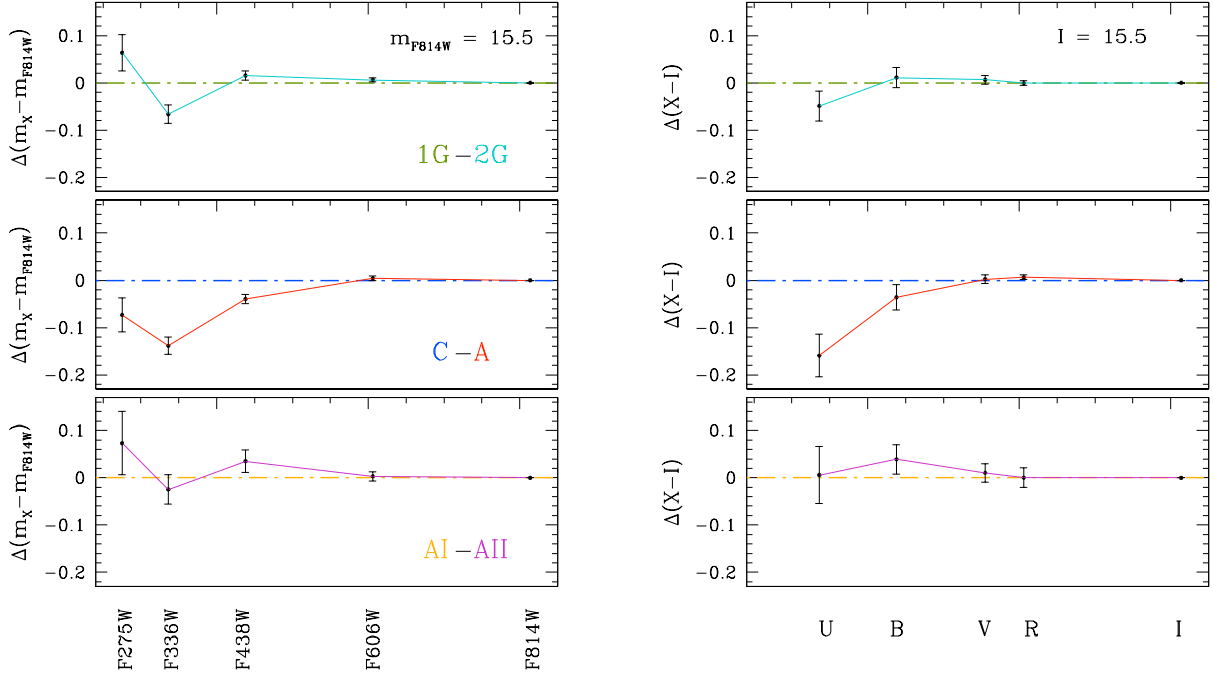 m_F814W = 15.5
0.1
0
−0.1
−0.2
Δ(m_X−m_F814W)
1G−2G
0.1
0
−0.1
−0.2
Δ(m_X−m_F814W)
C−A
0.1
0
−0.1
−0.2
Δ(m_X−m_F814W)
AI−AII
F275W
F336W
F438W
F606W
F814W
I = 15.5
0.1
0
−0.1
−0.2
Δ(X−I)
0.1
0
−0.1
−0.2
Δ(X−I)
0.1
0
−0.1
−0.2
Δ(X−I)
U B V R I